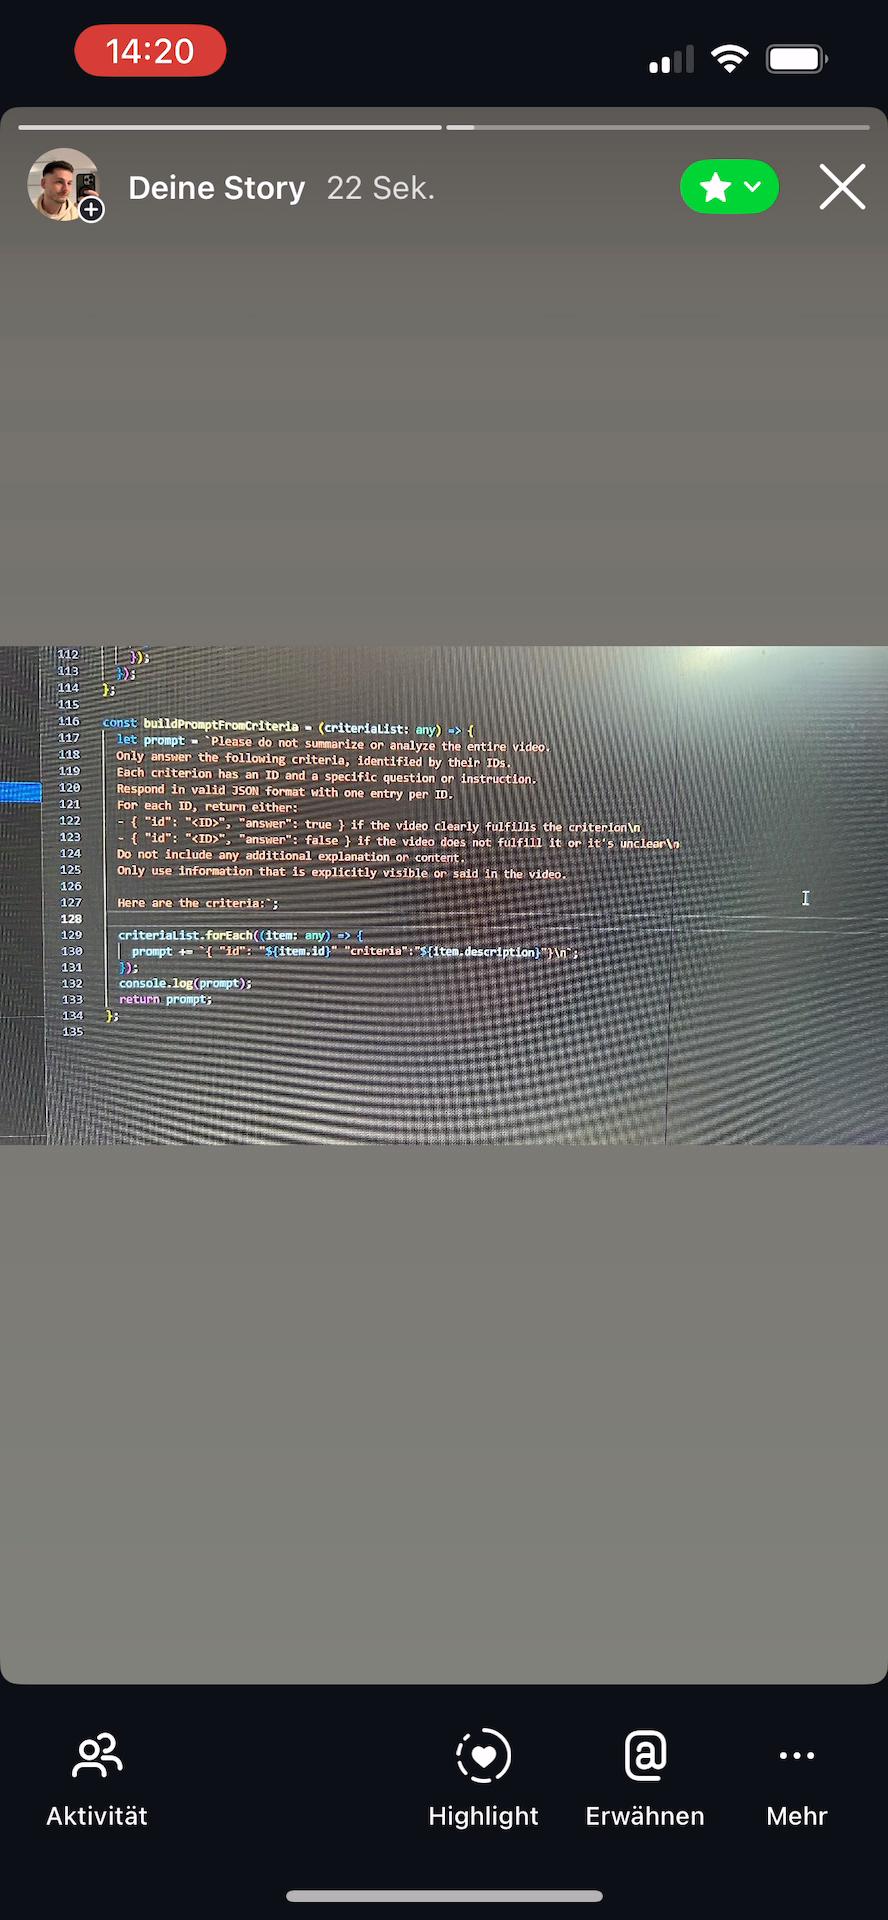 14:20
Deine Story 22 Sek.
112 });
113 });
114 };
115
116 const buildPromptFromCriteria = (criteriaList: any) => {
117 let prompt = `Please do not summarize or analyze the entire video.
118 Only answer the following criteria, identified by their IDs.
119 Each criterion has an ID and a specific question or instruction.
120 Respond in valid JSON format with one entry per ID.
121 For each ID, return either:
122 - { "id": "<ID>", "answer": true } if the video clearly fulfills the criterion\n
123 - { "id": "<ID>", "answer": false } if the video does not fulfill it or it's unclear\n
124 Do not include any additional explanation or content.
125 Only use information that is explicitly visible or said in the video.
126
127 Here are the criteria:`;
128
129 criteriaList.forEach((item: any) => {
130 prompt += `{ "id": "${item.id}" "criteria":"${item.description}"}\n`;
131 });
132 console.log(prompt);
133 return prompt;
134 };
135
Aktivität
Highlight
Erwähnen
Mehr